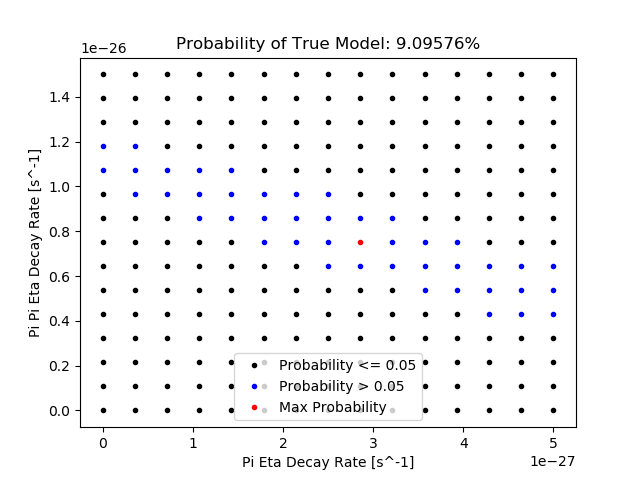 Probability of True Model: 9.09576%
1e−26
1.4
1.2
1.0
0.8
0.6
0.4
0.2
0.0
Pi Pi Eta Decay Rate [s^-1]
Probability <= 0.05
Probability > 0.05
Max Probability
0 1 2 3 4 5
Pi Eta Decay Rate [s^-1]
1e−27